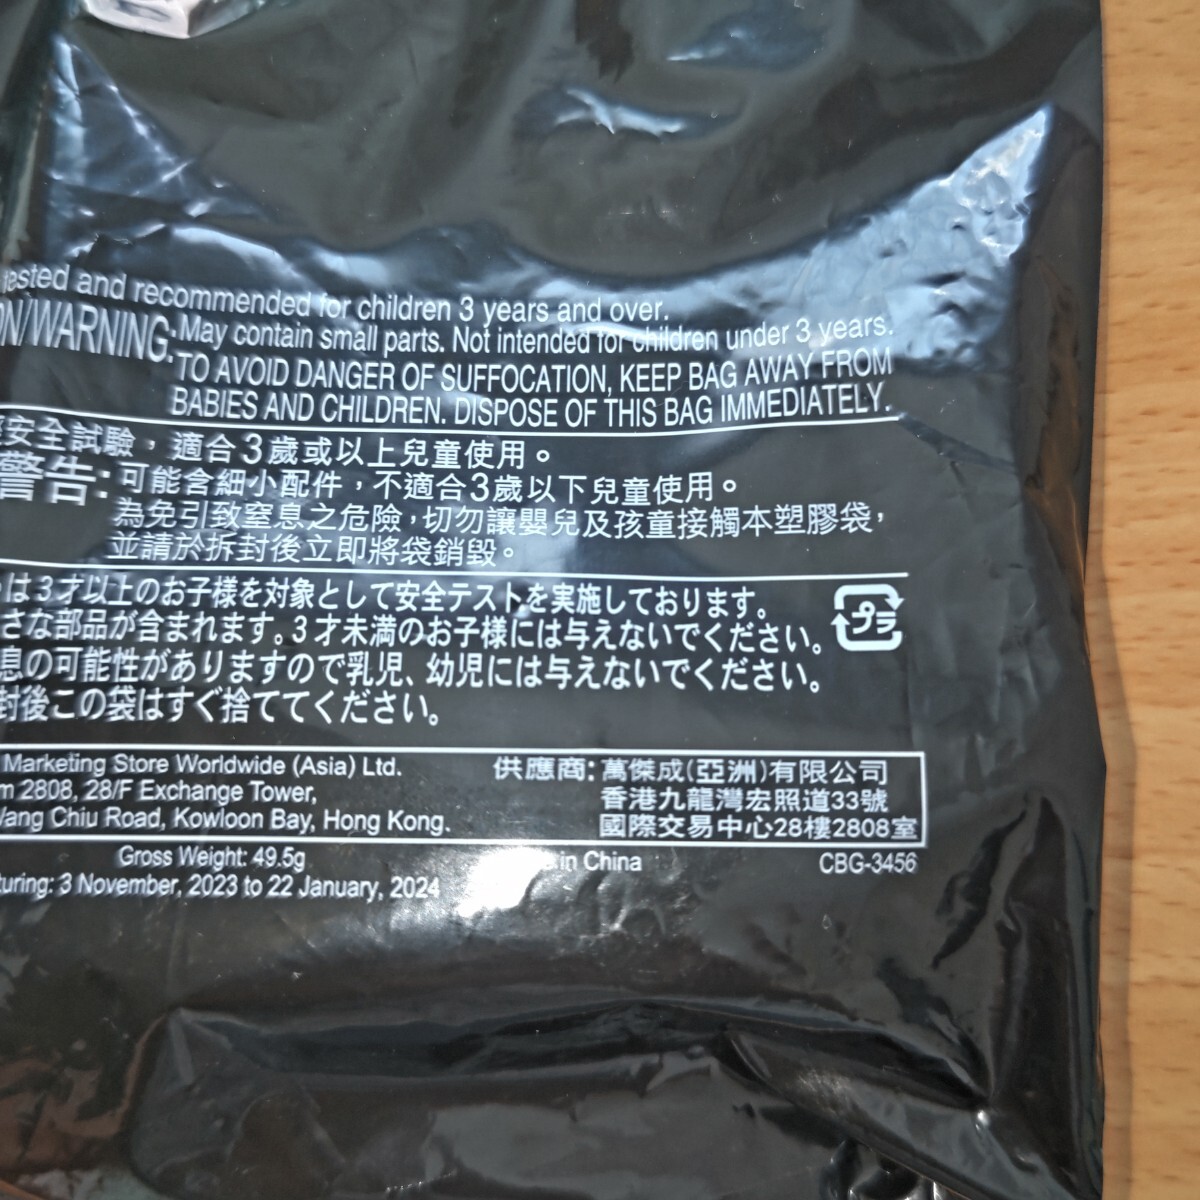 tested and recommended for children 3 years and over.
ON/WARNING: May contain small parts. Not intended for children under 3 years.
TO AVOID DANGER OF SUFFOCATION, KEEP BAG AWAY FROM
BABIES AND CHILDREN. DISPOSE OF THIS BAG IMMEDIATELY.
安全試驗，適合3歲或以上兒童使用。
警告:可能含細小配件，不適合3歲以下兒童使用。
為免引致窒息之危險，切勿讓嬰兒及孩童接觸本塑膠袋，
並請於拆封後立即將袋銷毀。
は3才以上のお子様を対象として安全テストを実施しております。
さな部品が含まれます。3才未満のお子様には与えないでください。
息の可能性がありますので乳児、幼児には与えないでください。
封後この袋はすぐ捨ててください。
プラ
Marketing Store Worldwide (Asia) Ltd.
m 2808, 28/F Exchange Tower,
Wang Chiu Road, Kowloon Bay, Hong Kong.
供應商:萬傑成(亞洲)有限公司
香港九龍灣宏照道33號
國際交易中心28樓2808室
Gross Weight: 49.5g
in China
CBG-3456
turing: 3 November, 2023 to 22 January, 2024